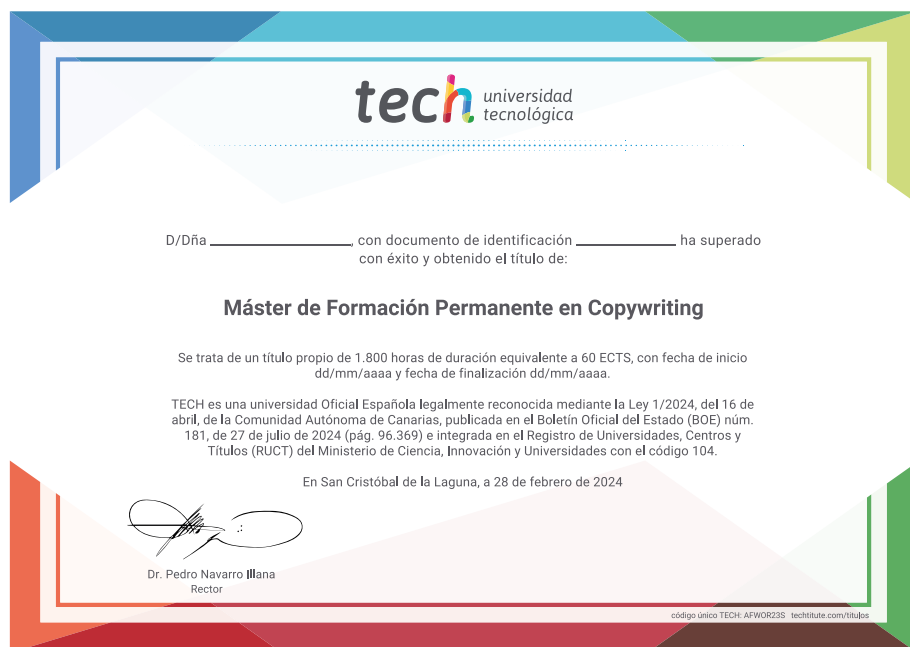 tech universidad
tecnológica
D/Dña ______________, con documento de identificación __________ ha superado
con éxito y obtenido el título de:
Máster de Formación Permanente en Copywriting
Se trata de un título propio de 1.800 horas de duración equivalente a 60 ECTS, con fecha de inicio
dd/mm/aaaa y fecha de finalización dd/mm/aaaa.
TECH es una universidad Oficial Española legalmente reconocida mediante la Ley 1/2024, del 16 de
abril, de la Comunidad Autónoma de Canarias, publicada en el Boletín Oficial del Estado (BOE) núm.
181, de 27 de julio de 2024 (pág. 96.369) e integrada en el Registro de Universidades, Centros y
Títulos (RUCT) del Ministerio de Ciencia, Innovación y Universidades con el código 104.
En San Cristóbal de la Laguna, a 28 de febrero de 2024
Dr. Pedro Navarro Illana
Rector
código único TECH: AFWOR23S techtitute.com/titulos